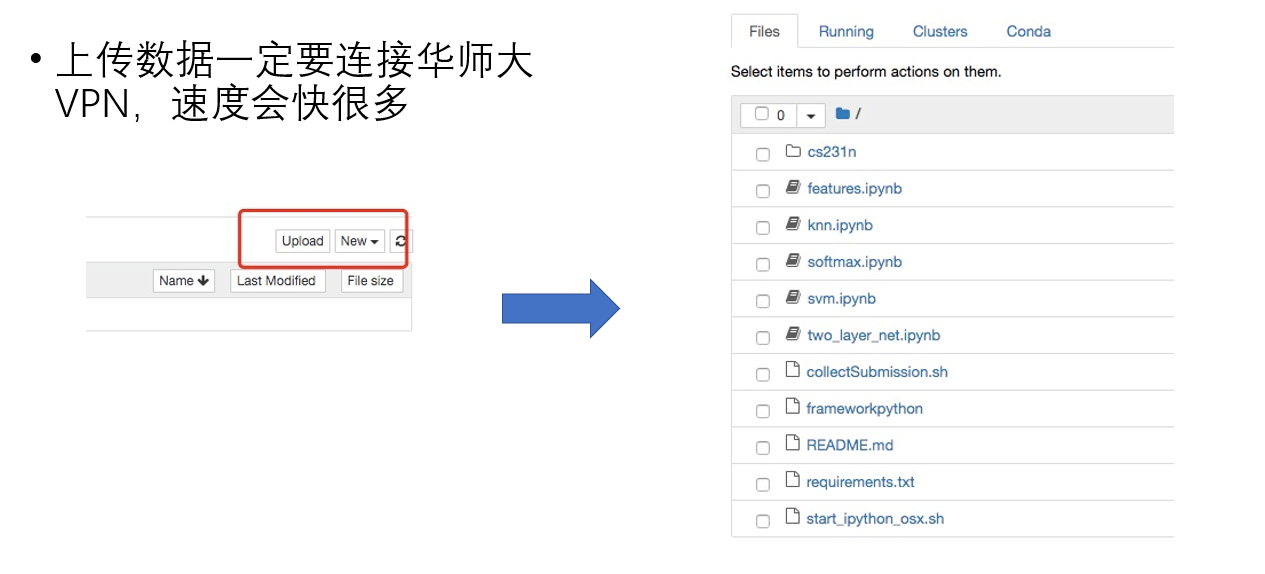 • 上传数据一定要连接华师大
VPN，速度会快很多
Upload New
Name Last Modified File size
Files Running Clusters Conda
Select items to perform actions on them.
0 /
cs231n
features.ipynb
knn.ipynb
softmax.ipynb
svm.ipynb
two_layer_net.ipynb
collectSubmission.sh
frameworkpython
README.md
requirements.txt
start_ipython_osx.sh